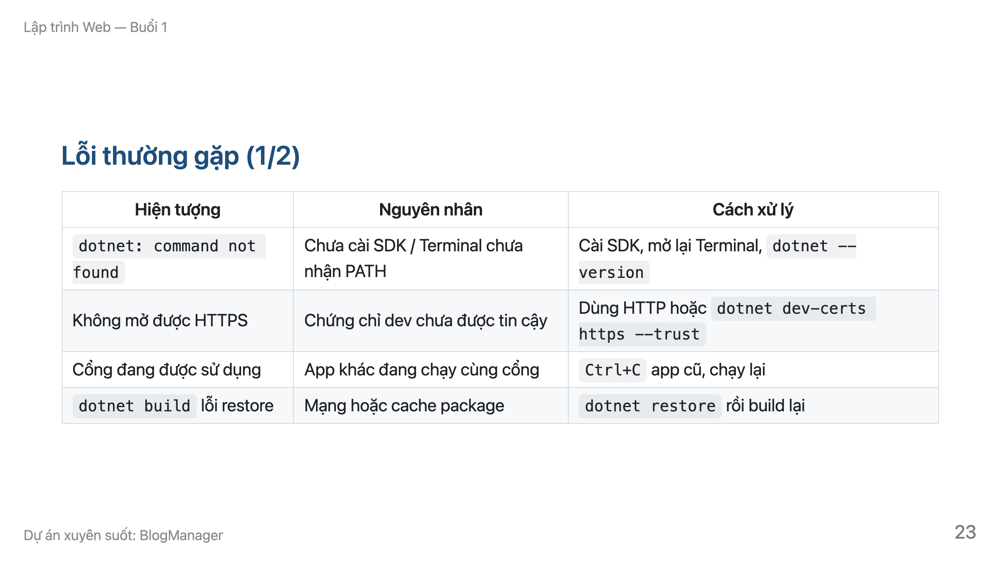 Lập trình Web — Buổi 1
Lỗi thường gặp (1/2)
Hiện tượng
Nguyên nhân
Cách xử lý
dotnet: command not
found
Chưa cài SDK / Terminal chưa
nhận PATH
Cài SDK, mở lại Terminal, dotnet --
version
Không mở được HTTPS
Chứng chỉ dev chưa được tin cậy
Dùng HTTP hoặc dotnet dev-certs
https --trust
Cổng đang được sử dụng
App khác đang chạy cùng cổng
Ctrl+C app cũ, chạy lại
dotnet build lỗi restore
Mạng hoặc cache package
dotnet restore rồi build lại
Dự án xuyên suốt: BlogManager
23